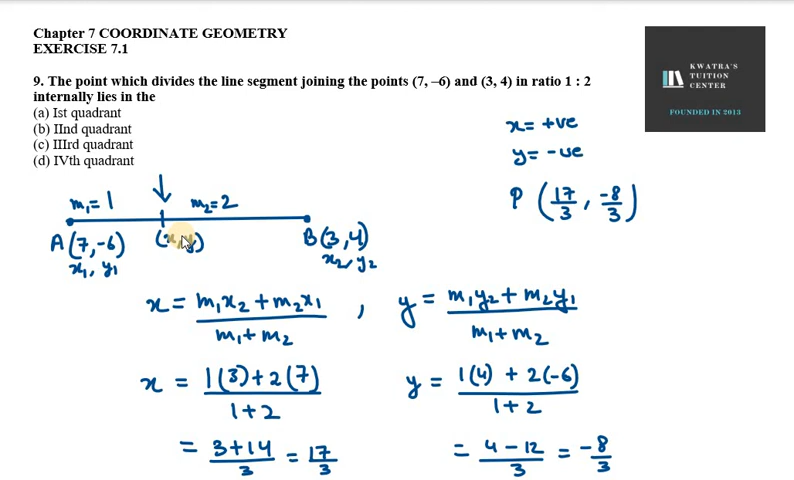 Chapter 7 COORDINATE GEOMETRY
EXERCISE 7.1
KWATRA'S
TUITION
CENTER
FOUNDED IN 2013
9. The point which divides the line segment joining the points (7, –6) and (3, 4) in ratio 1 : 2
internally lies in the
(a) Ist quadrant
(b) IInd quadrant
(c) IIIrd quadrant
(d) IVth quadrant
x = +ve
y = -ve
P (17/3, -8/3)
m₁ = 1
m₂ = 2
A(7,-6)
(x,y)
B(3,4)
x₁, y₁
x₂, y₂
x = m₁x₂ + m₂x₁ / m₁ + m₂ , y = m₁y₂ + m₂y₁ / m₁ + m₂
x = 1(3) + 2(7) / 1 + 2
y = 1(4) + 2(-6) / 1 + 2
= 3 + 14 / 3 = 17/3
= 4 - 12 / 3 = -8/3